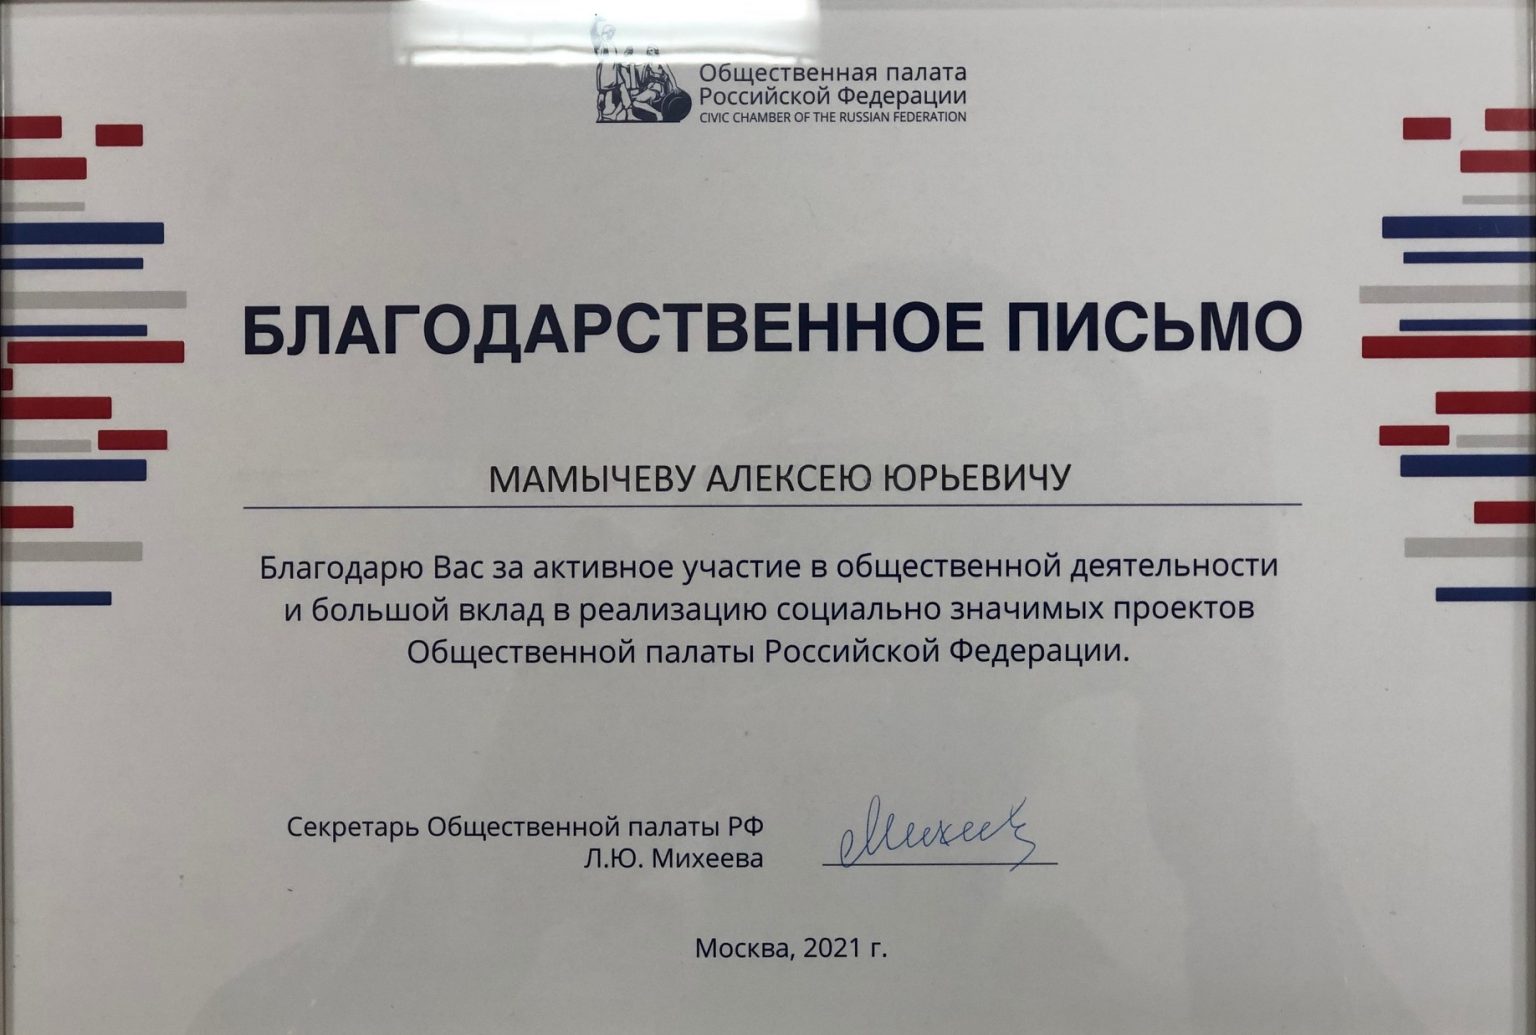 Общественная палата
Российской Федерации
CIVIC CHAMBER OF THE RUSSIAN FEDERATION
БЛАГОДАРСТВЕННОЕ ПИСЬМО
МАМЫЧЕВУ АЛЕКСЕЮ ЮРЬЕВИЧУ
Благодарю Вас за активное участие в общественной деятельности
и большой вклад в реализацию социально значимых проектов
Общественной палаты Российской Федерации.
Секретарь Общественной палаты РФ
Л.Ю. Михеева
Москва, 2021 г.